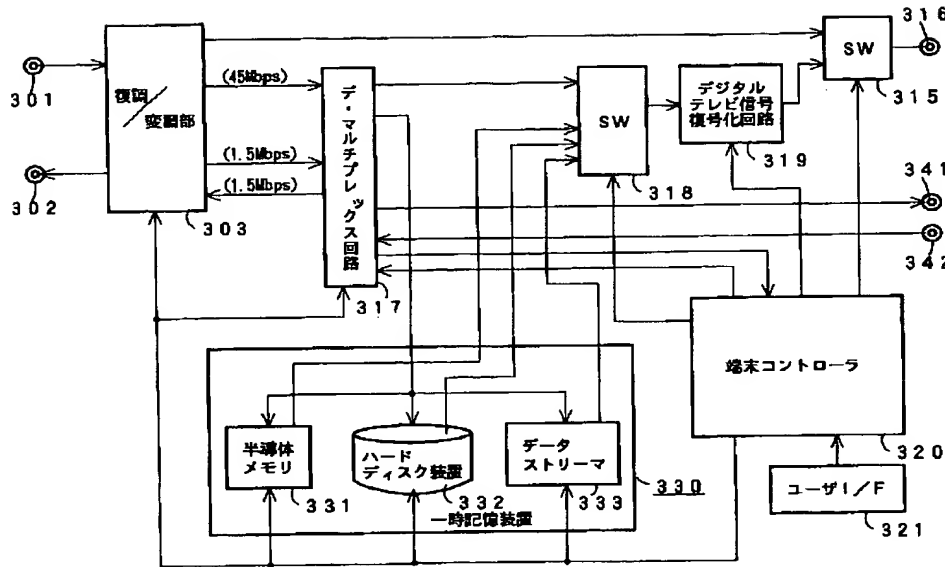 316
SW
315
301
復調/変調部
(45Mbps)
(1.5Mbps)
(1.5Mbps)
302
303
デ・マルチプレックス回路
317
SW
318
デジタル
テレビ信号
復号化回路
319
341
342
端末コントローラ
320
ユーザI/F
321
半導体
メモリ
331
ハード
ディスク装置
332
データ
ストリーマ
333
330
一時記憶装置